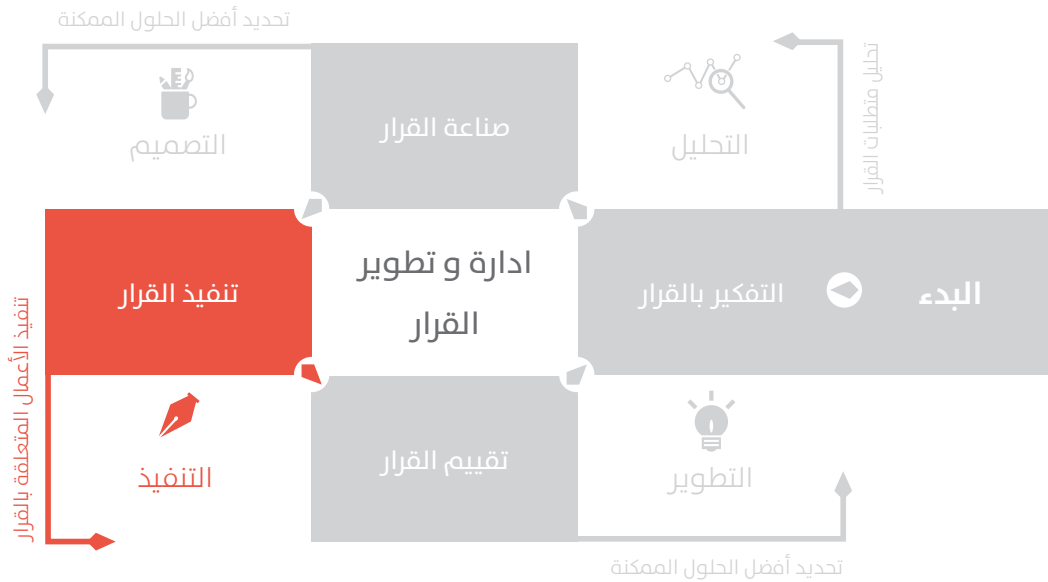 تحديد أفضل الحلول الممكنة
تحليل متطلبات القرار
التحليل
صناعة القرار
التصميم
البدء
التفكير بالقرار
ادارة و تطوير
القرار
تنفيذ القرار
تنفيذ الأعمال المتعلقة بالقرار
التطوير
تقييم القرار
التنفيذ
تحديد أفضل الحلول الممكنة